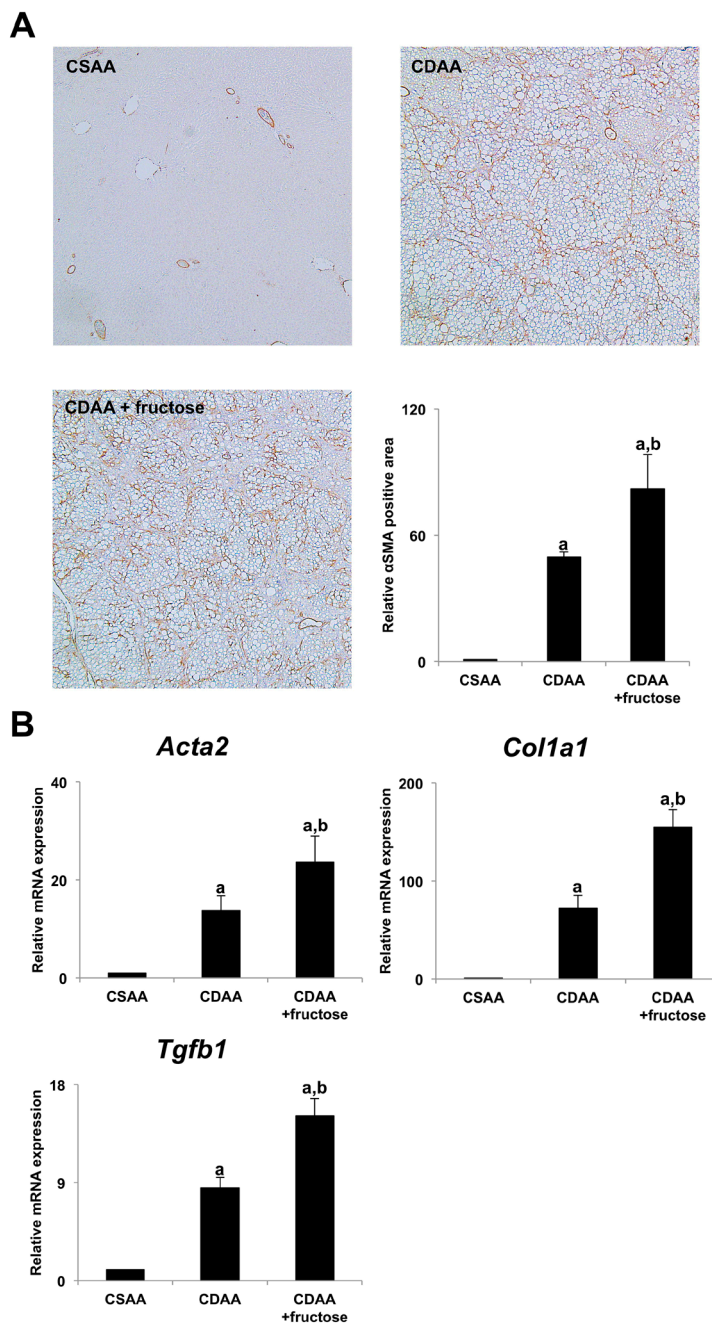 A
CSAA
CDAA
CDAA + fructose
Relative αSMA positive area
120
60
0
a
a,b
CSAA
CDAA
CDAA
+fructose
B
Acta2
Relative mRNA expression
40
20
0
a
a,b
CSAA
CDAA
CDAA
+fructose
Col1a1
Relative mRNA expression
200
100
0
a
a,b
CSAA
CDAA
CDAA
+fructose
Tgfb1
Relative mRNA expression
18
9
0
a
a,b
CSAA
CDAA
CDAA
+fructose